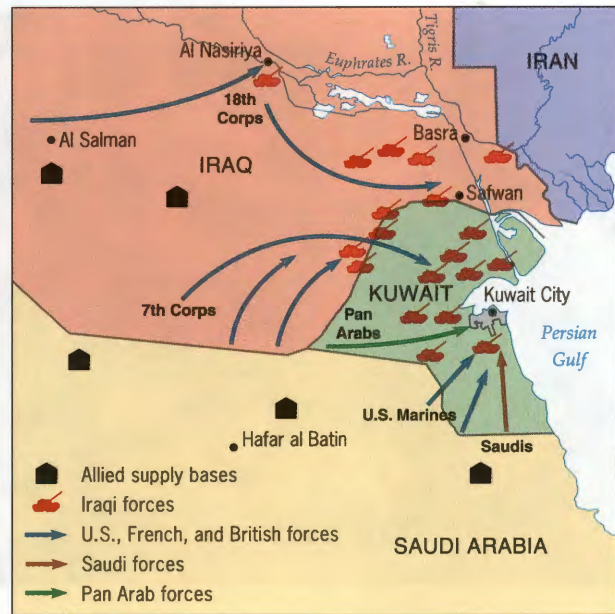 Al Nâsiriya
Euphrates R.
Tigris R.
IRAN
18th
Corps
Al Salman
Basra
IRAQ
Safwan
7th Corps
KUWAIT
Kuwait City
Pan
Arabs
Persian
Gulf
U.S. Marines
Hafar al Batin
Saudis
Allied supply bases
Iraqi forces
U.S., French, and British forces
Saudi forces
Pan Arab forces
SAUDI ARABIA